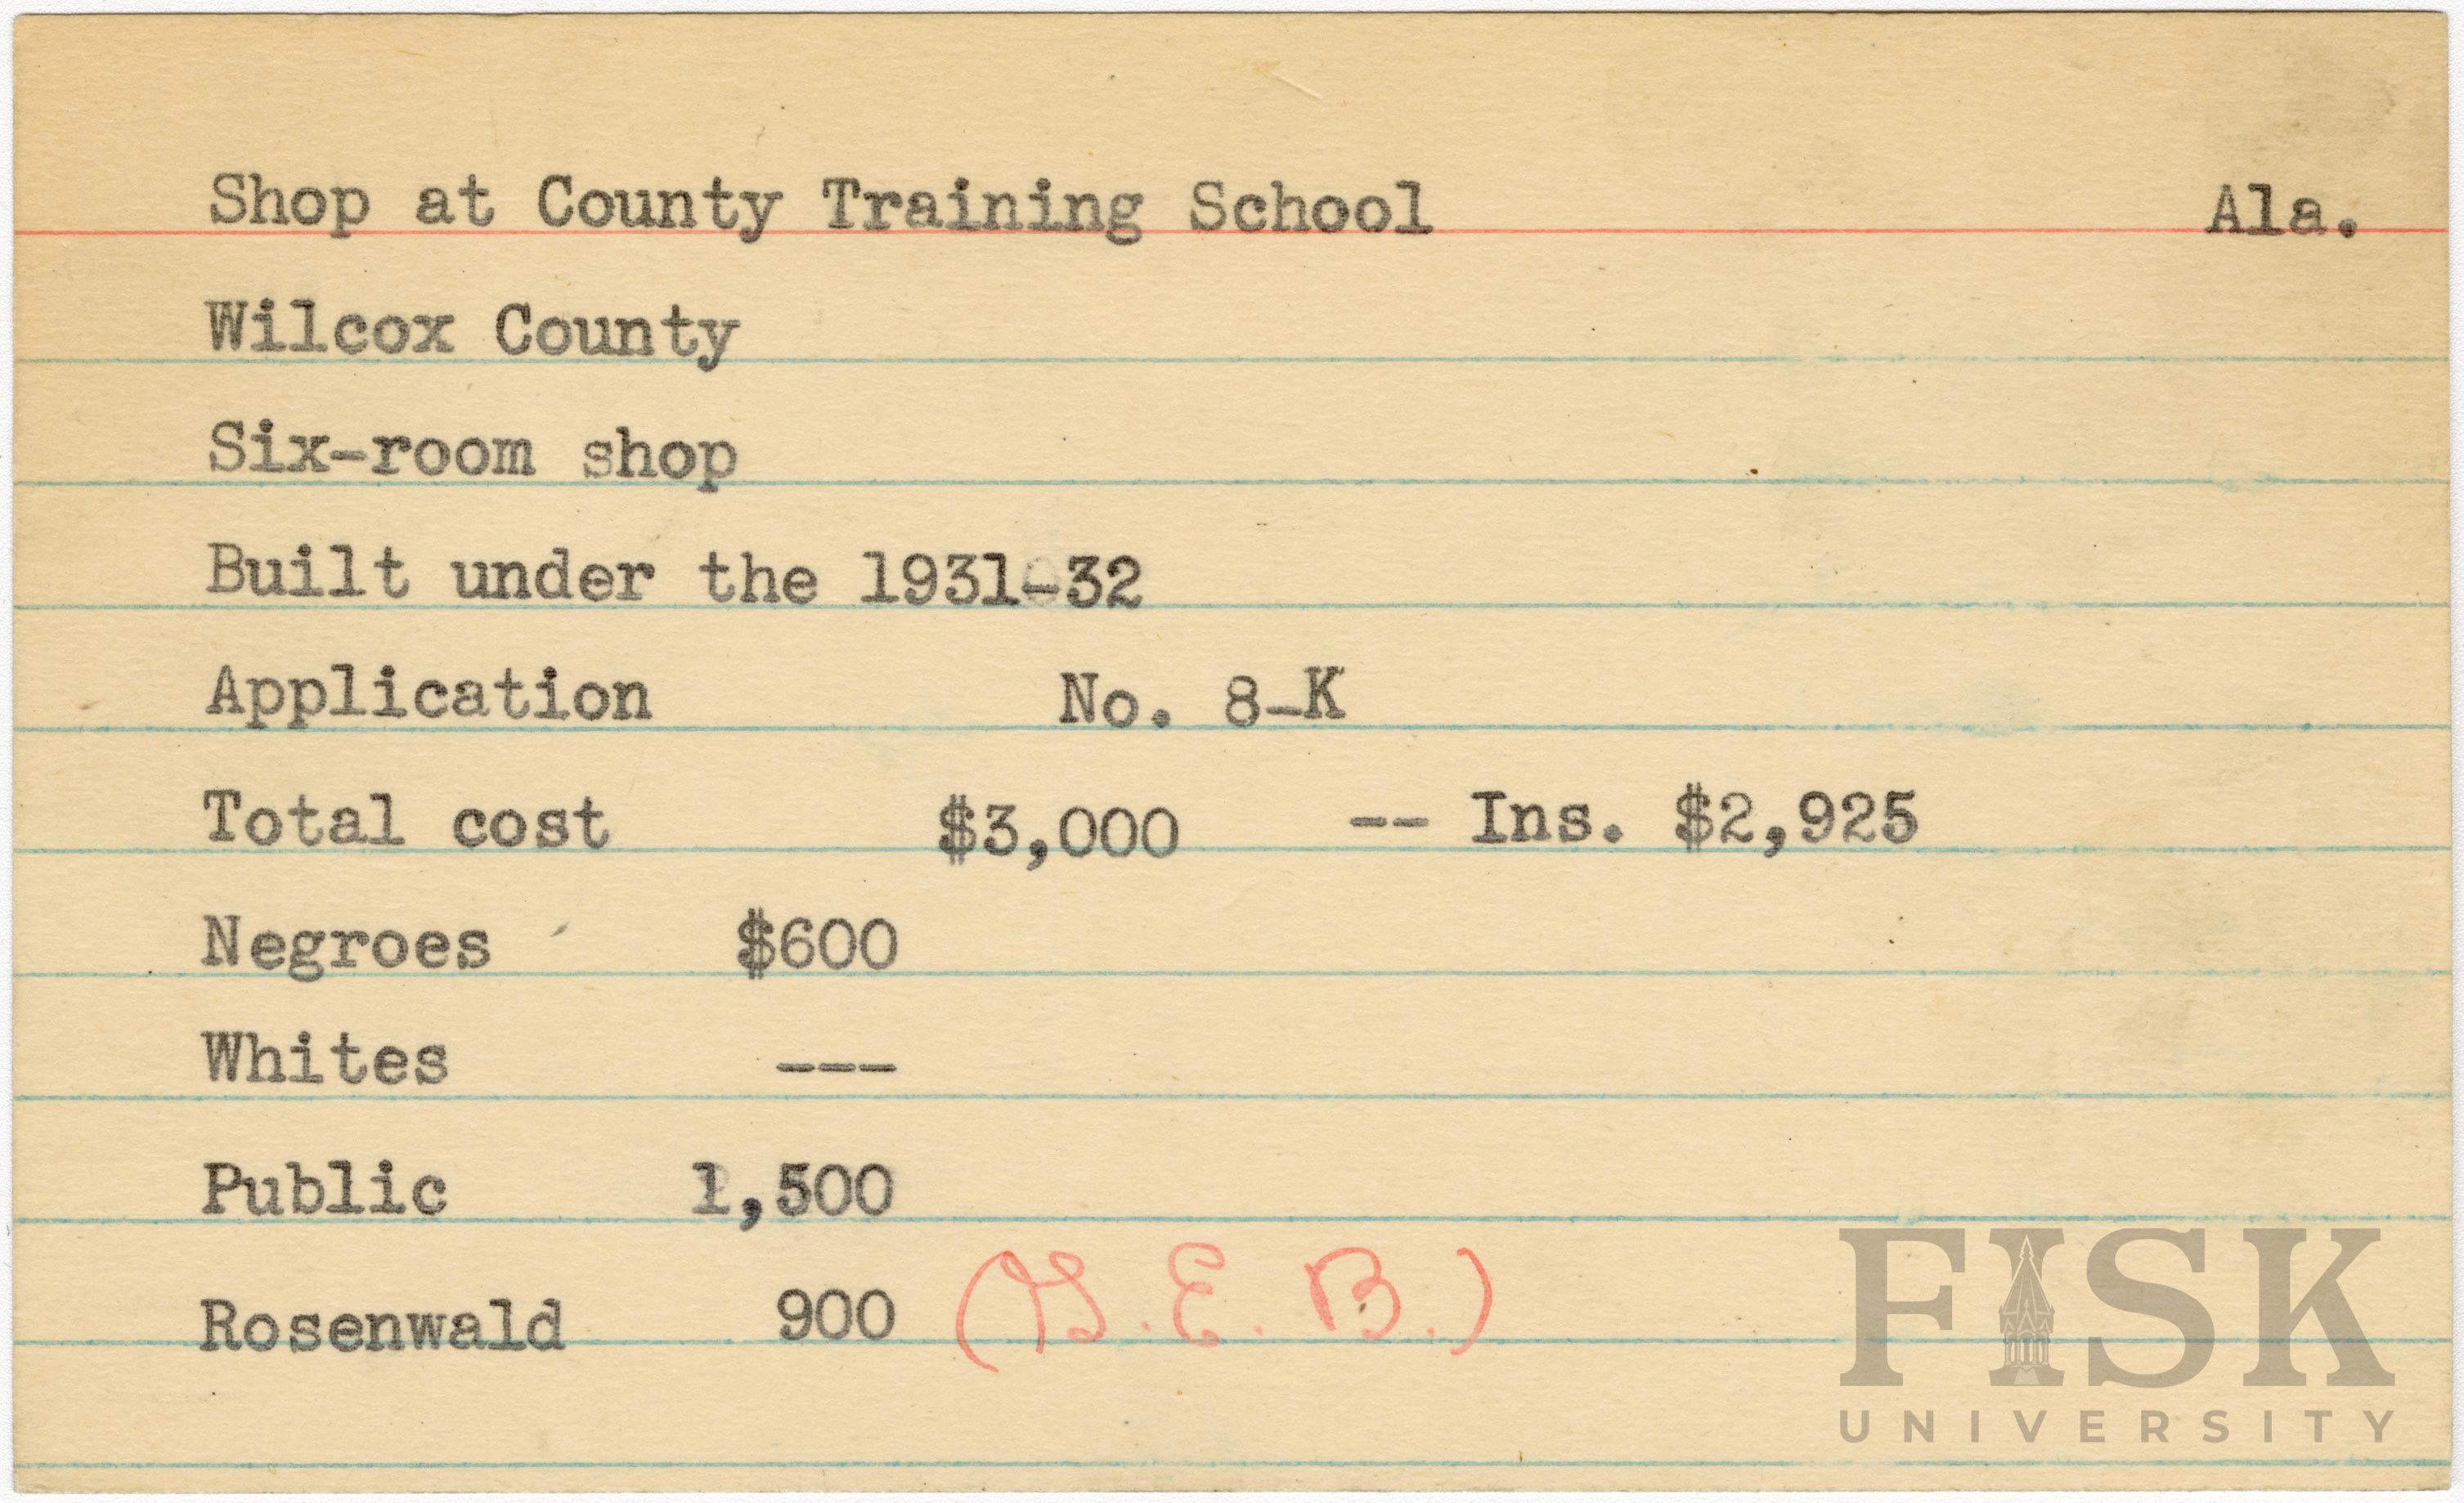 Shop at County Training School Ala.
Wilcox County
Six-room shop
Built under the 1931-32
Application No. 8-K
Total cost $3,000 -- Ins. $2,925
Negroes $600
Whites ---
Public 1,500
Rosenwald 900 (G.E.B.)
FISK
UNIVERSITY